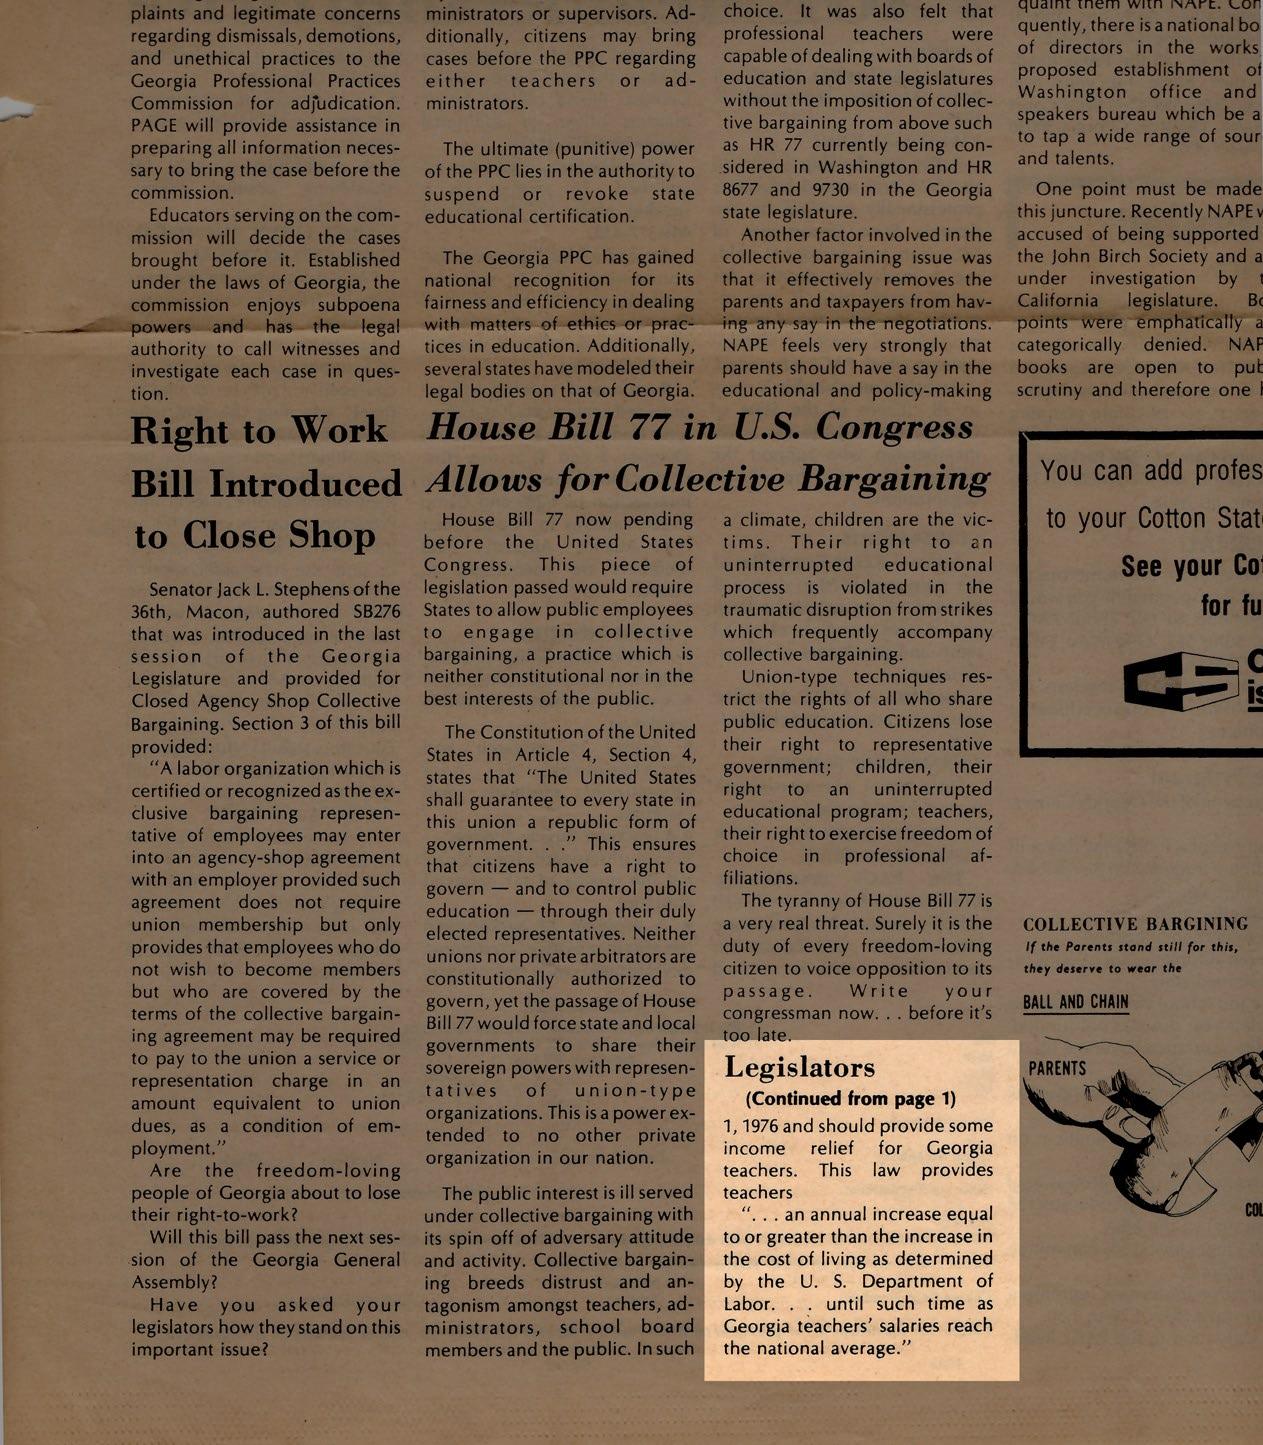 plaints and legitimate concerns
regarding dismissals, demotions,
and unethical practices to the
Georgia Professional Practices
Commission for adjudication.
PAGE will provide assistance in
preparing all information neces-
sary to bring the case before the
commission.
Educators serving on the com-
mission will decide the cases
brought before it. Established
under the laws of Georgia, the
commission enjoys subpoena
powers and has the legal
authority to call witnesses and
investigate each case in ques-
tion.
Right to Work
Bill Introduced
to Close Shop
Senator Jack L. Stephens of the
36th, Macon, authored SB276
that was introduced in the last
session of the Georgia
Legislature and provided for
Closed Agency Shop Collective
Bargaining. Section 3 of this bill
provided:
“A labor organization which is
certified or recognized as the ex-
clusive bargaining represen-
tative of employees may enter
into an agency-shop agreement
with an employer provided such
agreement does not require
union membership but only
provides that employees who do
not wish to become members
but who are covered by the
terms of the collective bargain-
ing agreement may be required
to pay to the union a service or
representation charge in an
amount equivalent to union
dues, as a condition of em-
ployment.”
Are the freedom-loving
people of Georgia about to lose
their right-to-work?
Will this bill pass the next ses-
sion of the Georgia General
Assembly?
Have you asked your
legislators how they stand on this
important issue?
ministrators or supervisors. Ad-
ditionally, citizens may bring
cases before the PPC regarding
either teachers or ad-
ministrators.
The ultimate (punitive) power
of the PPC lies in the authority to
suspend or revoke state
educational certification.
The Georgia PPC has gained
national recognition for its
fairness and efficiency in dealing
with matters of ethics or prac-
tices in education. Additionally,
several states have modeled their
legal bodies on that of Georgia.
choice. It was also felt that
professional teachers were
capable of dealing with boards of
education and state legislatures
without the imposition of collec-
tive bargaining from above such
as HR 77 currently being con-
sidered in Washington and HR
8677 and 9730 in the Georgia
state legislature.
Another factor involved in the
collective bargaining issue was
that it effectively removes the
parents and taxpayers from hav-
ing any say in the negotiations.
NAPE feels very strongly that
parents should have a say in the
educational and policy-making
House Bill 77 in U.S. Congress
Allows for Collective Bargaining
House Bill 77 now pending
before the United States
Congress. This piece of
legislation passed would require
States to allow public employees
to engage in collective
bargaining, a practice which is
neither constitutional nor in the
best interests of the public.
The Constitution of the United
States in Article 4, Section 4,
states that “The United States
shall guarantee to every state in
this union a republic form of
government. . .” This ensures
that citizens have a right to
govern — and to control public
education — through their duly
elected representatives. Neither
unions nor private arbitrators are
constitutionally authorized to
govern, yet the passage of House
Bill 77 would force state and local
governments to share their
sovereign powers with represen-
tatives of union-type
organizations. This is a power ex-
tended to no other private
organization in our nation.
The public interest is ill served
under collective bargaining with
its spin off of adversary attitude
and activity. Collective bargain-
ing breeds distrust and an-
tagonism amongst teachers, ad-
ministrators, school board
members and the public. In such
a climate, children are the vic-
tims. Their right to an
uninterrupted educational
process is violated in the
traumatic disruption from strikes
which frequently accompany
collective bargaining.
Union-type techniques res-
trict the rights of all who share
public education. Citizens lose
their right to representative
government; children, their
right to an uninterrupted
educational program; teachers,
their right to exercise freedom of
choice in professional af-
filiations.
The tyranny of House Bill 77 is
a very real threat. Surely it is the
duty of every freedom-loving
citizen to voice opposition to its
passage. Write your
congressman now. . . before it’s
too late.
Legislators
(Continued from page 1)
1, 1976 and should provide some
income relief for Georgia
teachers. This law provides
teachers
“. . . an annual increase equal
to or greater than the increase in
the cost of living as determined
by the U. S. Department of
Labor. . . until such time as
Georgia teachers’ salaries reach
the national average.”
quaint them with NAPE.
quently, there is a national bo
of directors in the works
proposed establishment of
Washington office and
speakers bureau which be a
to tap a wide range of sour
and talents.
One point must be made
this juncture. Recently NAPE
accused of being supported
the John Birch Society and a
under investigation by t
California legislature. Bo
points were emphatically a
categorically denied. NAP
books are open to pub
scrutiny and therefore one
You can add profes
to your Cotton State
See your Co
for fu
COLLECTIVE BARGINING
If the Parents stand still for this,
they deserve to wear the
BALL AND CHAIN
PARENTS
COL